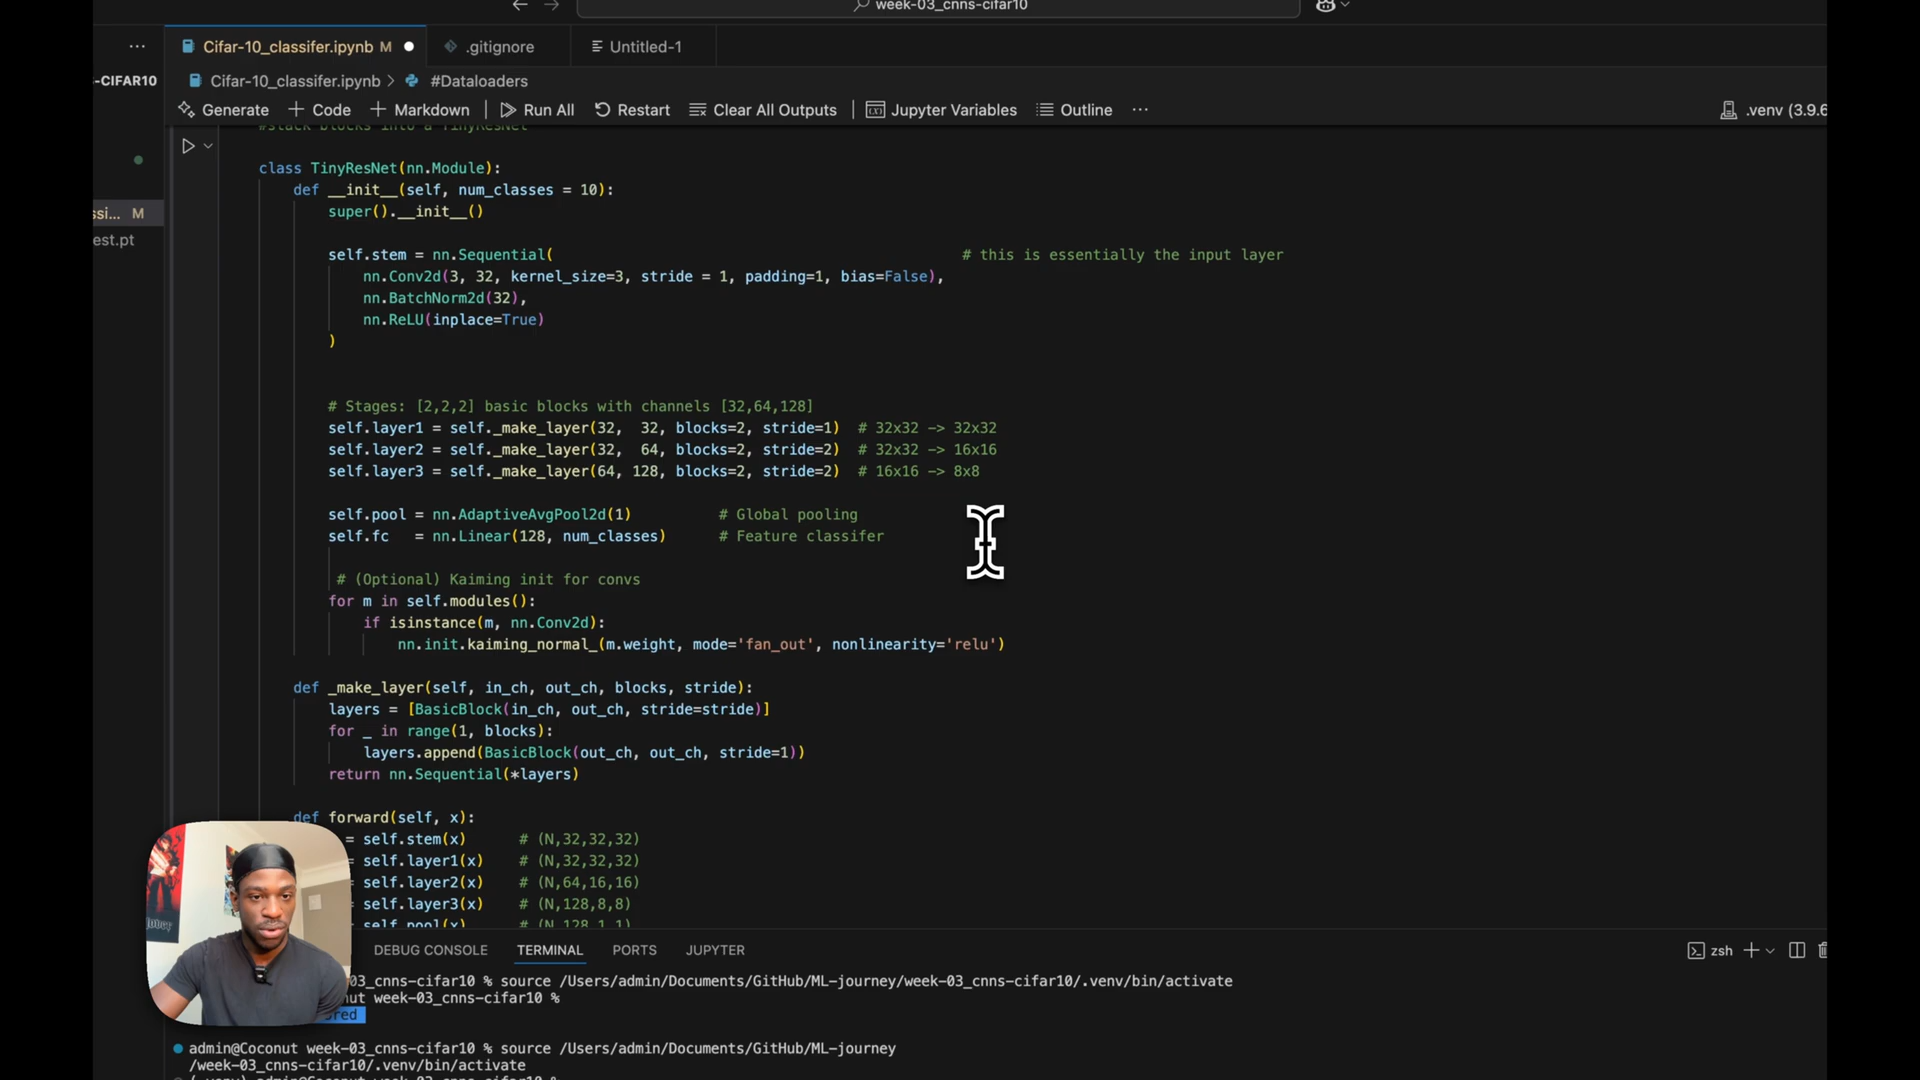 week-03_cnns-cifar10
Cifar-10_classifer.ipynb M
.gitignore
Untitled-1
-CIFAR10
Cifar-10_classifer.ipynb > #Dataloaders
Generate + Code + Markdown | Run All Restart Clear All Outputs | Jupyter Variables Outline ...
.venv (3.9.6
ssi... M
est.pt
#stack blocks into a TinyResNet
class TinyResNet(nn.Module):
def __init__(self, num_classes = 10):
super().__init__()
self.stem = nn.Sequential( # this is essentially the input layer
nn.Conv2d(3, 32, kernel_size=3, stride = 1, padding=1, bias=False),
nn.BatchNorm2d(32),
nn.ReLU(inplace=True)
)
# Stages: [2,2,2] basic blocks with channels [32,64,128]
self.layer1 = self._make_layer(32, 32, blocks=2, stride=1) # 32x32 -> 32x32
self.layer2 = self._make_layer(32, 64, blocks=2, stride=2) # 32x32 -> 16x16
self.layer3 = self._make_layer(64, 128, blocks=2, stride=2) # 16x16 -> 8x8
self.pool = nn.AdaptiveAvgPool2d(1) # Global pooling
self.fc = nn.Linear(128, num_classes) # Feature classifer
# (Optional) Kaiming init for convs
for m in self.modules():
if isinstance(m, nn.Conv2d):
nn.init.kaiming_normal_(m.weight, mode='fan_out', nonlinearity='relu')
def _make_layer(self, in_ch, out_ch, blocks, stride):
layers = [BasicBlock(in_ch, out_ch, stride=stride)]
for _ in range(1, blocks):
layers.append(BasicBlock(out_ch, out_ch, stride=1))
return nn.Sequential(*layers)
def forward(self, x):
= self.stem(x) # (N,32,32,32)
= self.layer1(x) # (N,32,32,32)
= self.layer2(x) # (N,64,16,16)
= self.layer3(x) # (N,128,8,8)
= self.pool(x) # (N,128,1,1)
DEBUG CONSOLE TERMINAL PORTS JUPYTER
zsh
03_cnns-cifar10 % source /Users/admin/Documents/GitHub/ML-journey/week-03_cnns-cifar10/.venv/bin/activate
nut week-03_cnns-cifar10 %
red
admin@Coconut week-03_cnns-cifar10 % source /Users/admin/Documents/GitHub/ML-journey
/week-03_cnns-cifar10/.venv/bin/activate
(.venv) admin@Coconut week-03_cnns-cifar10 %